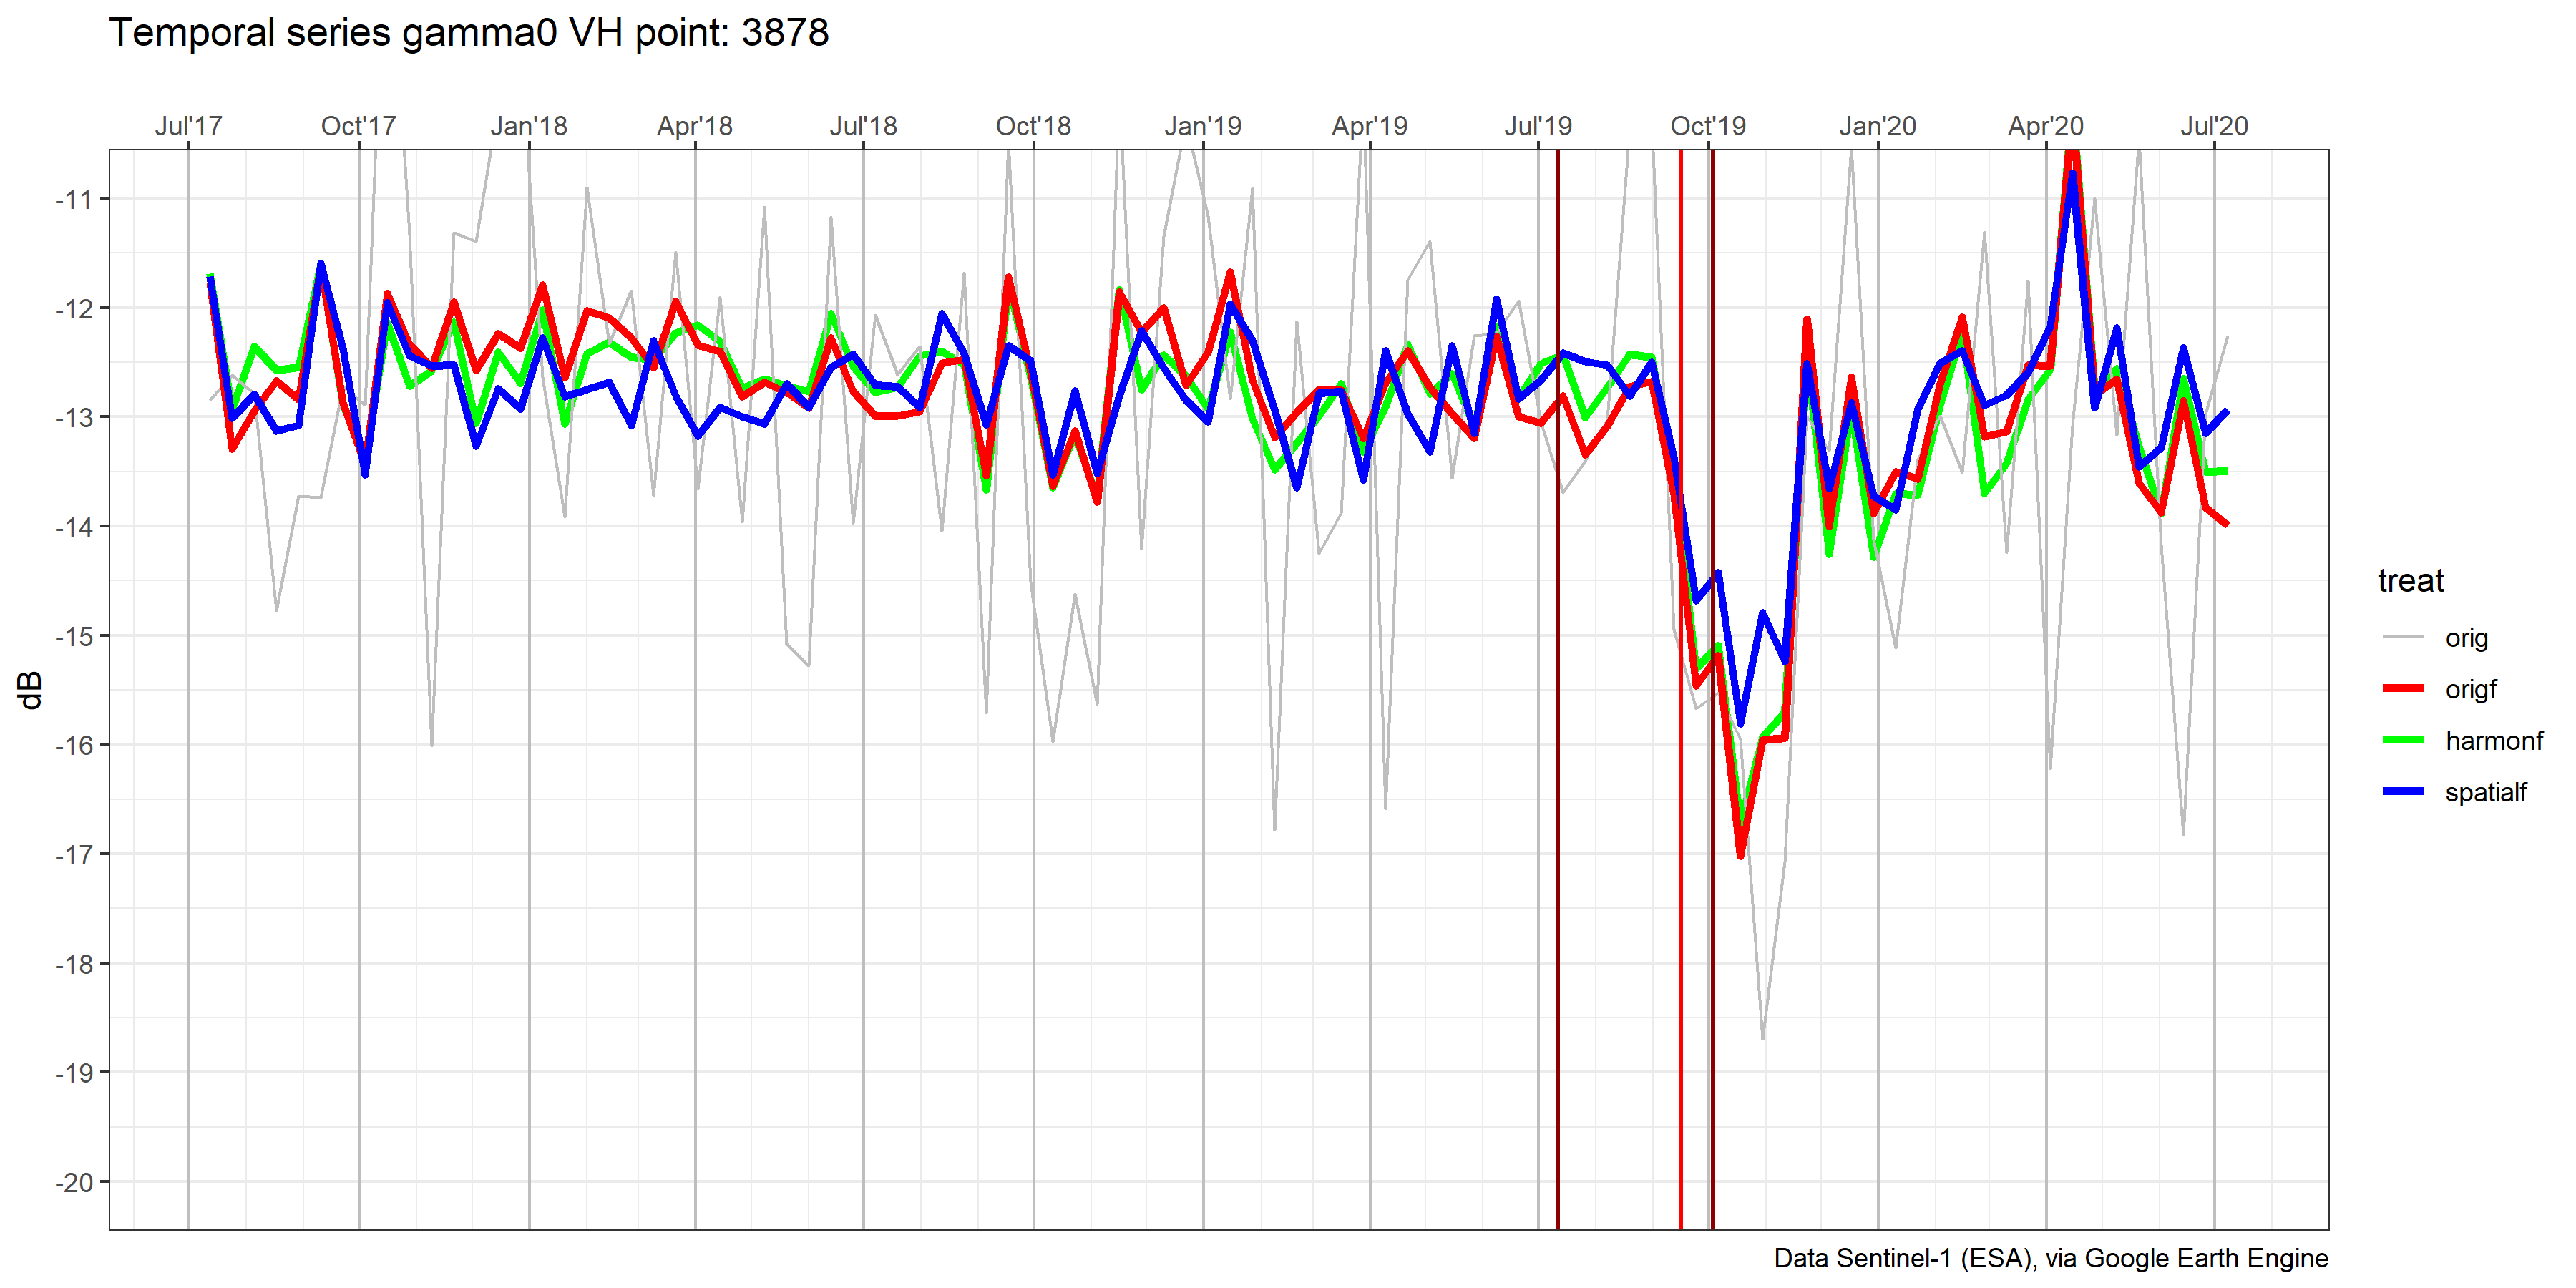 Temporal series gamma0 VH point: 3878
Jul'17 Oct'17 Jan'18 Apr'18 Jul'18 Oct'18 Jan'19 Apr'19 Jul'19 Oct'19 Jan'20 Apr'20 Jul'20
-11
-12
-13
-14
-15
-16
-17
-18
-19
-20
dB
treat
orig
origf
harmonf
spatialf
Data Sentinel-1 (ESA), via Google Earth Engine